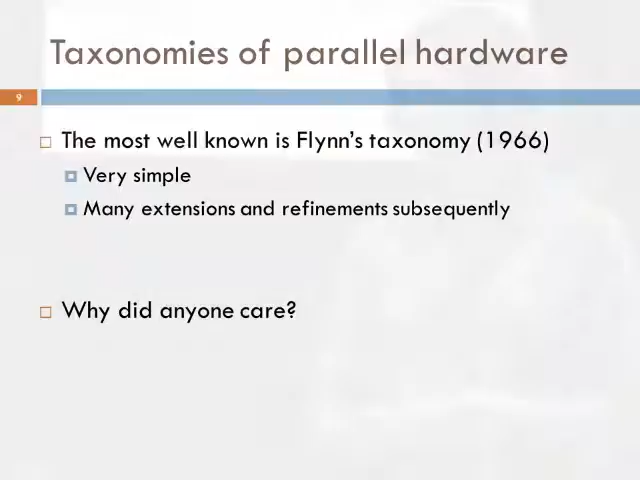 Taxonomies of parallel hardware
9
The most well known is Flynn's taxonomy (1966)
Very simple
Many extensions and refinements subsequently
Why did anyone care?